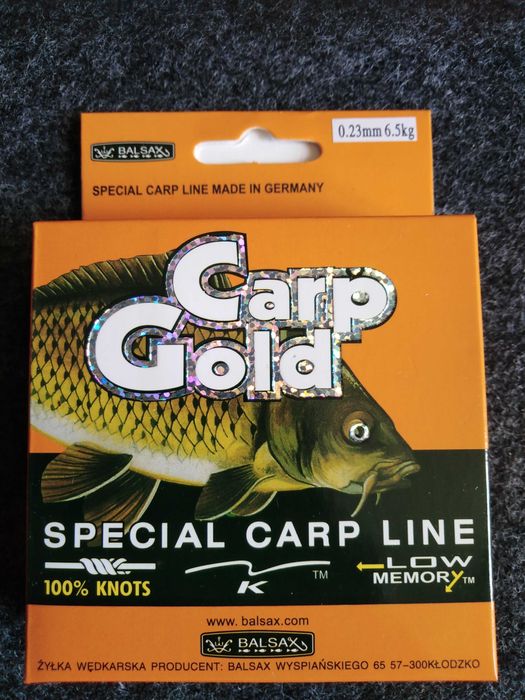 BALSAX
0.23mm 6.5kg
SPECIAL CARP LINE MADE IN GERMANY
Carp
Gold
SPECIAL CARP LINE
100% KNOTS
K TM
LOW
MEMORY TM
www. balsax.com
BALSAX
ŻYŁKA WĘDKARSKA PRODUCENT: BALSAX WYSPIAŃSKIEGO 65 57-300KŁODZKO